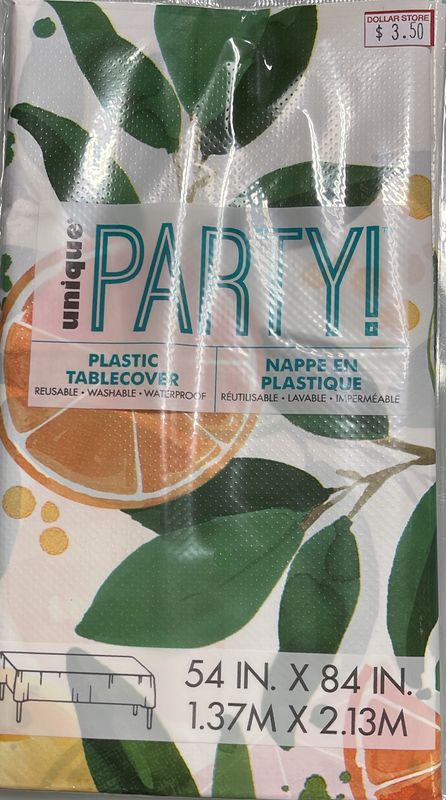 DOLLAR STORE
$ 3.50
unique PARTY!™
PLASTIC
TABLECOVER
REUSABLE • WASHABLE • WATERPROOF
NAPPE EN
PLASTIQUE
RÉUTILISABLE • LAVABLE • IMPERMÉABLE
54 IN. X 84 IN.
1.37M X 2.13M